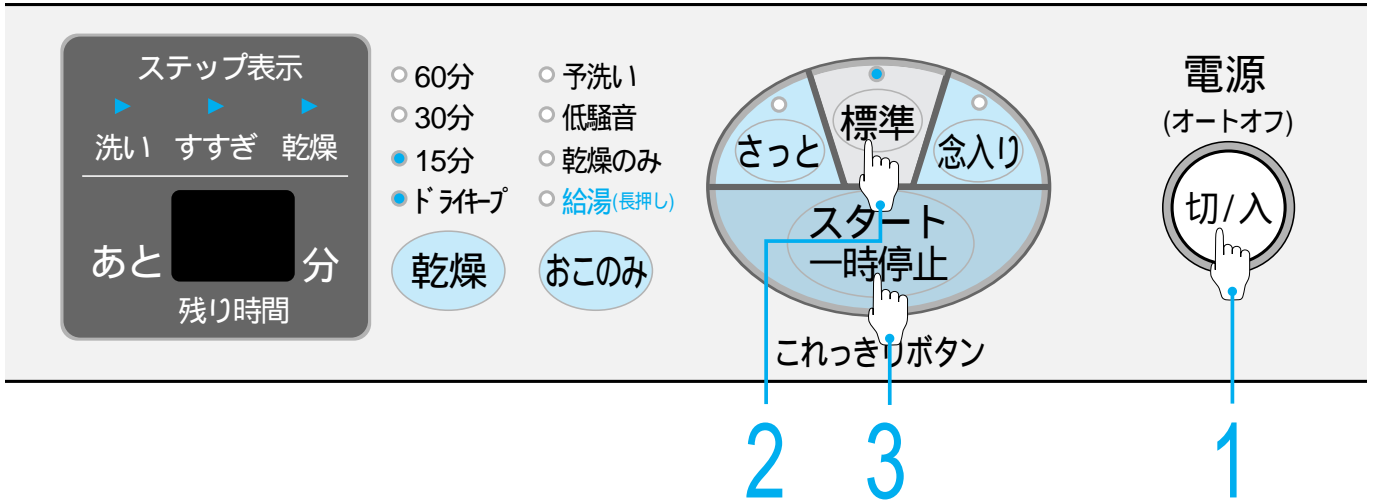 ステップ表示
洗い すすぎ 乾燥
あと 分
残り時間
60分
30分
15分
ドライキープ
乾燥
予洗い
低騒音
乾燥のみ
給湯(長押し)
おこのみ
さっと
標準
念入り
スタート
一時停止
これっきりボタン
電源
(オートオフ)
切/入
2
3
1